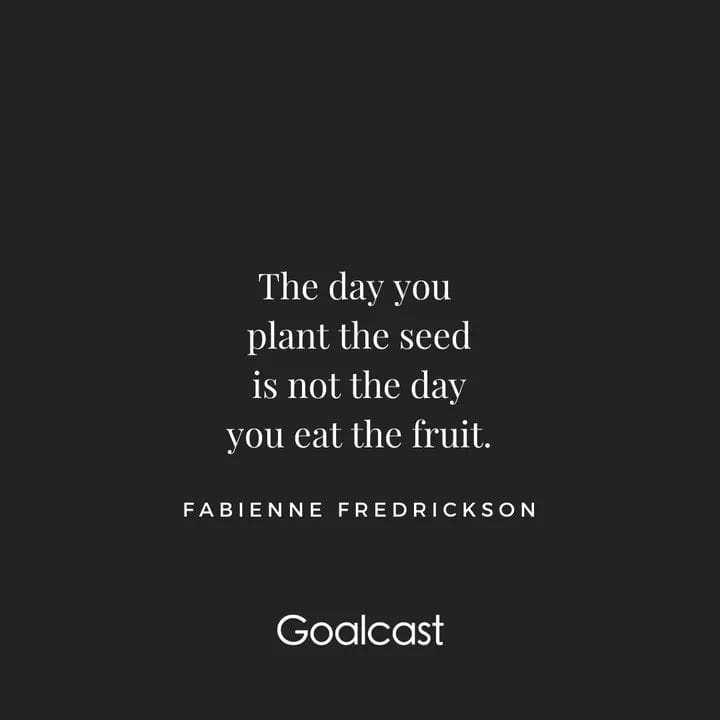 The day you
plant the seed
is not the day
you eat the fruit.
FABIENNE FREDRICKSON
Goalcast